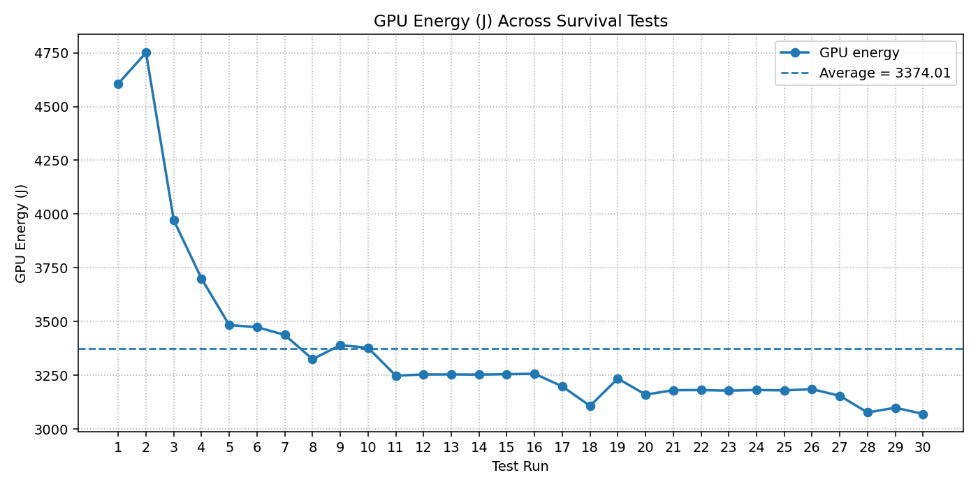 GPU Energy (J) Across Survival Tests
GPU energy
Average = 3374.01
GPU Energy (J)
4750
4500
4250
4000
3750
3500
3250
3000
1 2 3 4 5 6 7 8 9 10 11 12 13 14 15 16 17 18 19 20 21 22 23 24 25 26 27 28 29 30
Test Run